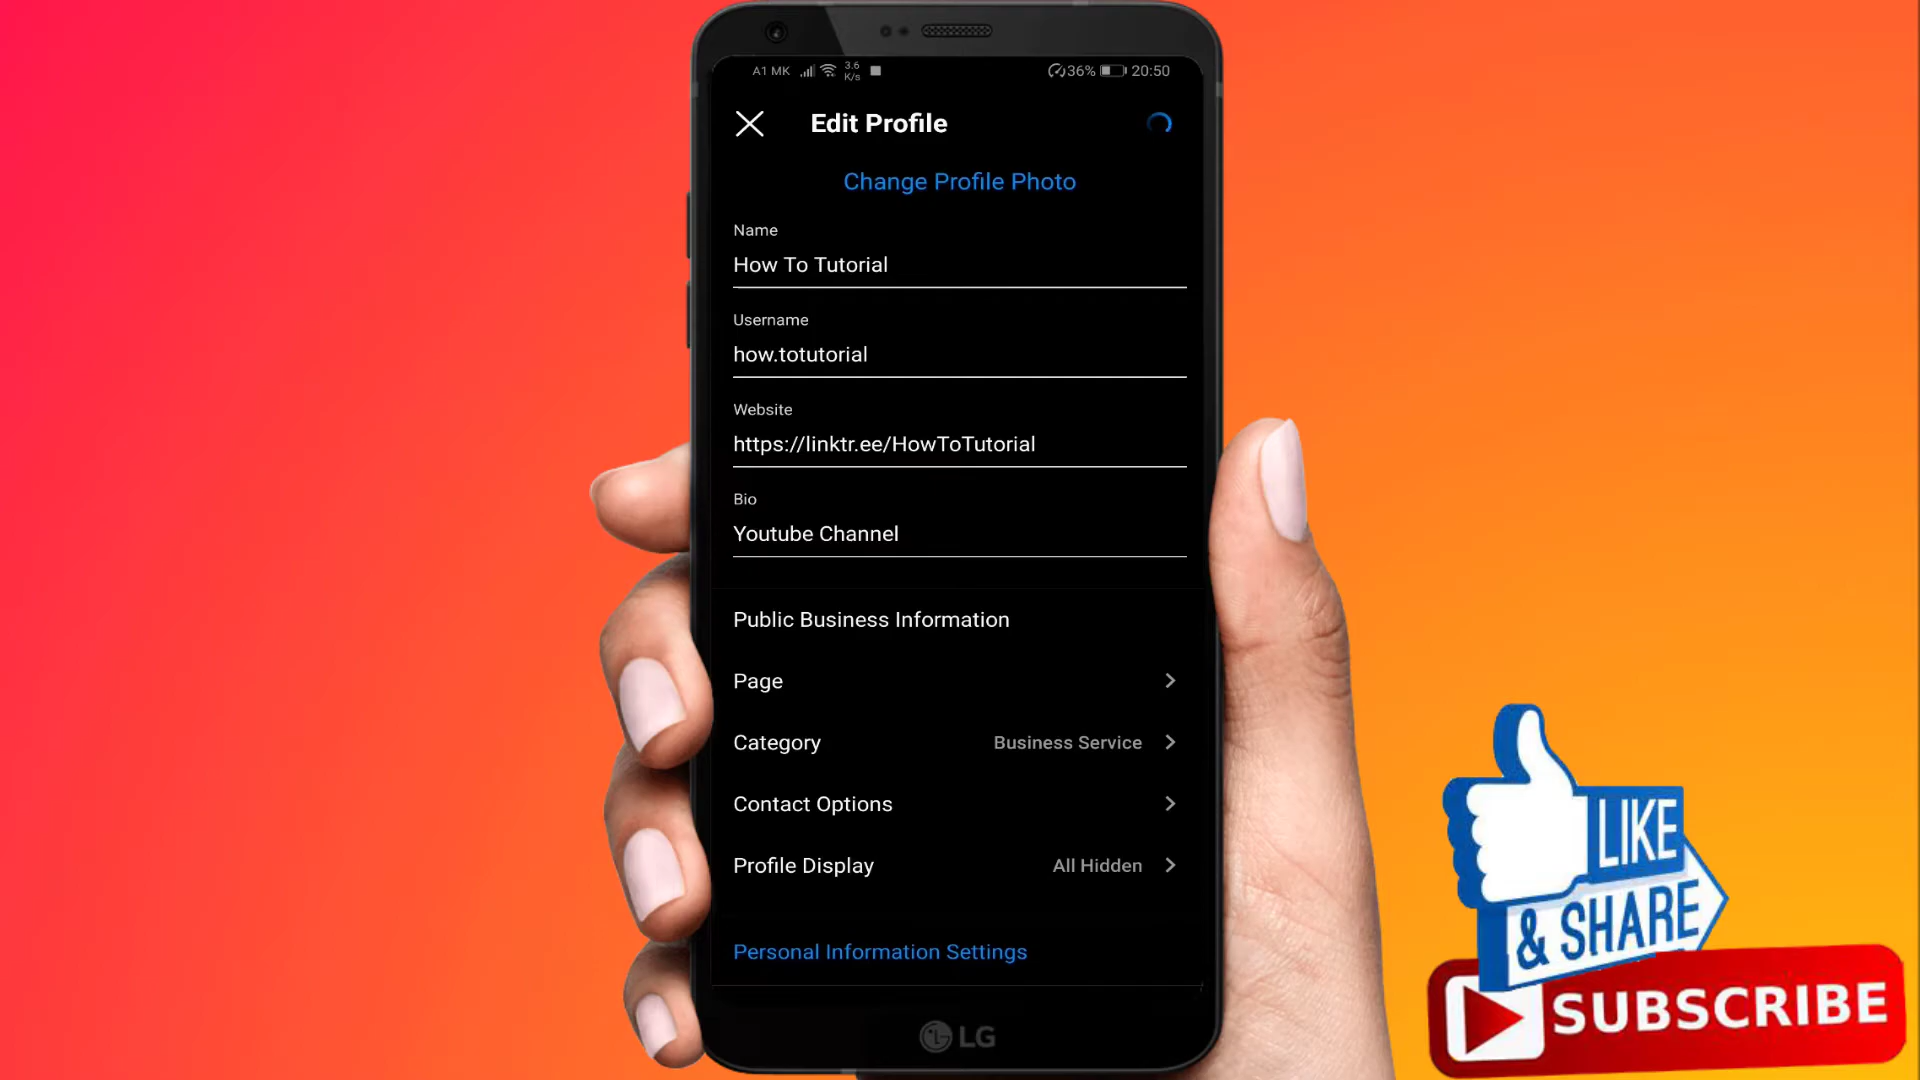 A1 MK 3.6 K/s 36% 20:50
Edit Profile
Change Profile Photo
Name
How To Tutorial
Username
how.totutorial
Website
https://linktr.ee/HowToTutorial
Bio
Youtube Channel
Public Business Information
Page
Category Business Service
Contact Options
Profile Display All Hidden
Personal Information Settings
LG
LIKE
& SHARE
SUBSCRIBE